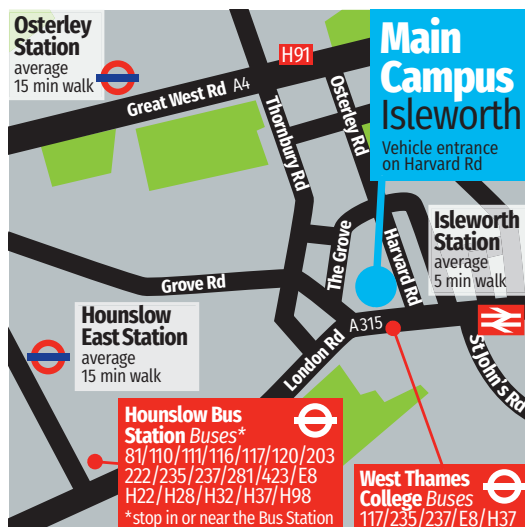 Osterley
Station
average
15 min walk
H91
Great West Rd A4
Thornbury Rd
Osterley Rd
Main
Campus
Isleworth
Vehicle entrance
on Harvard Rd
Isleworth
Station
average
5 min walk
The Grove
Harvard Rd
Grove Rd
Hounslow
East Station
average
15 min walk
London Rd
A315
St John's Rd
Hounslow Bus
Station Buses*
81/110/111/116/117/120/203
222/235/237/281/423/E8
H22/H28/H32/H37/H98
*stop in or near the Bus Station
West Thames
College Buses
117/235/237/E8/H37